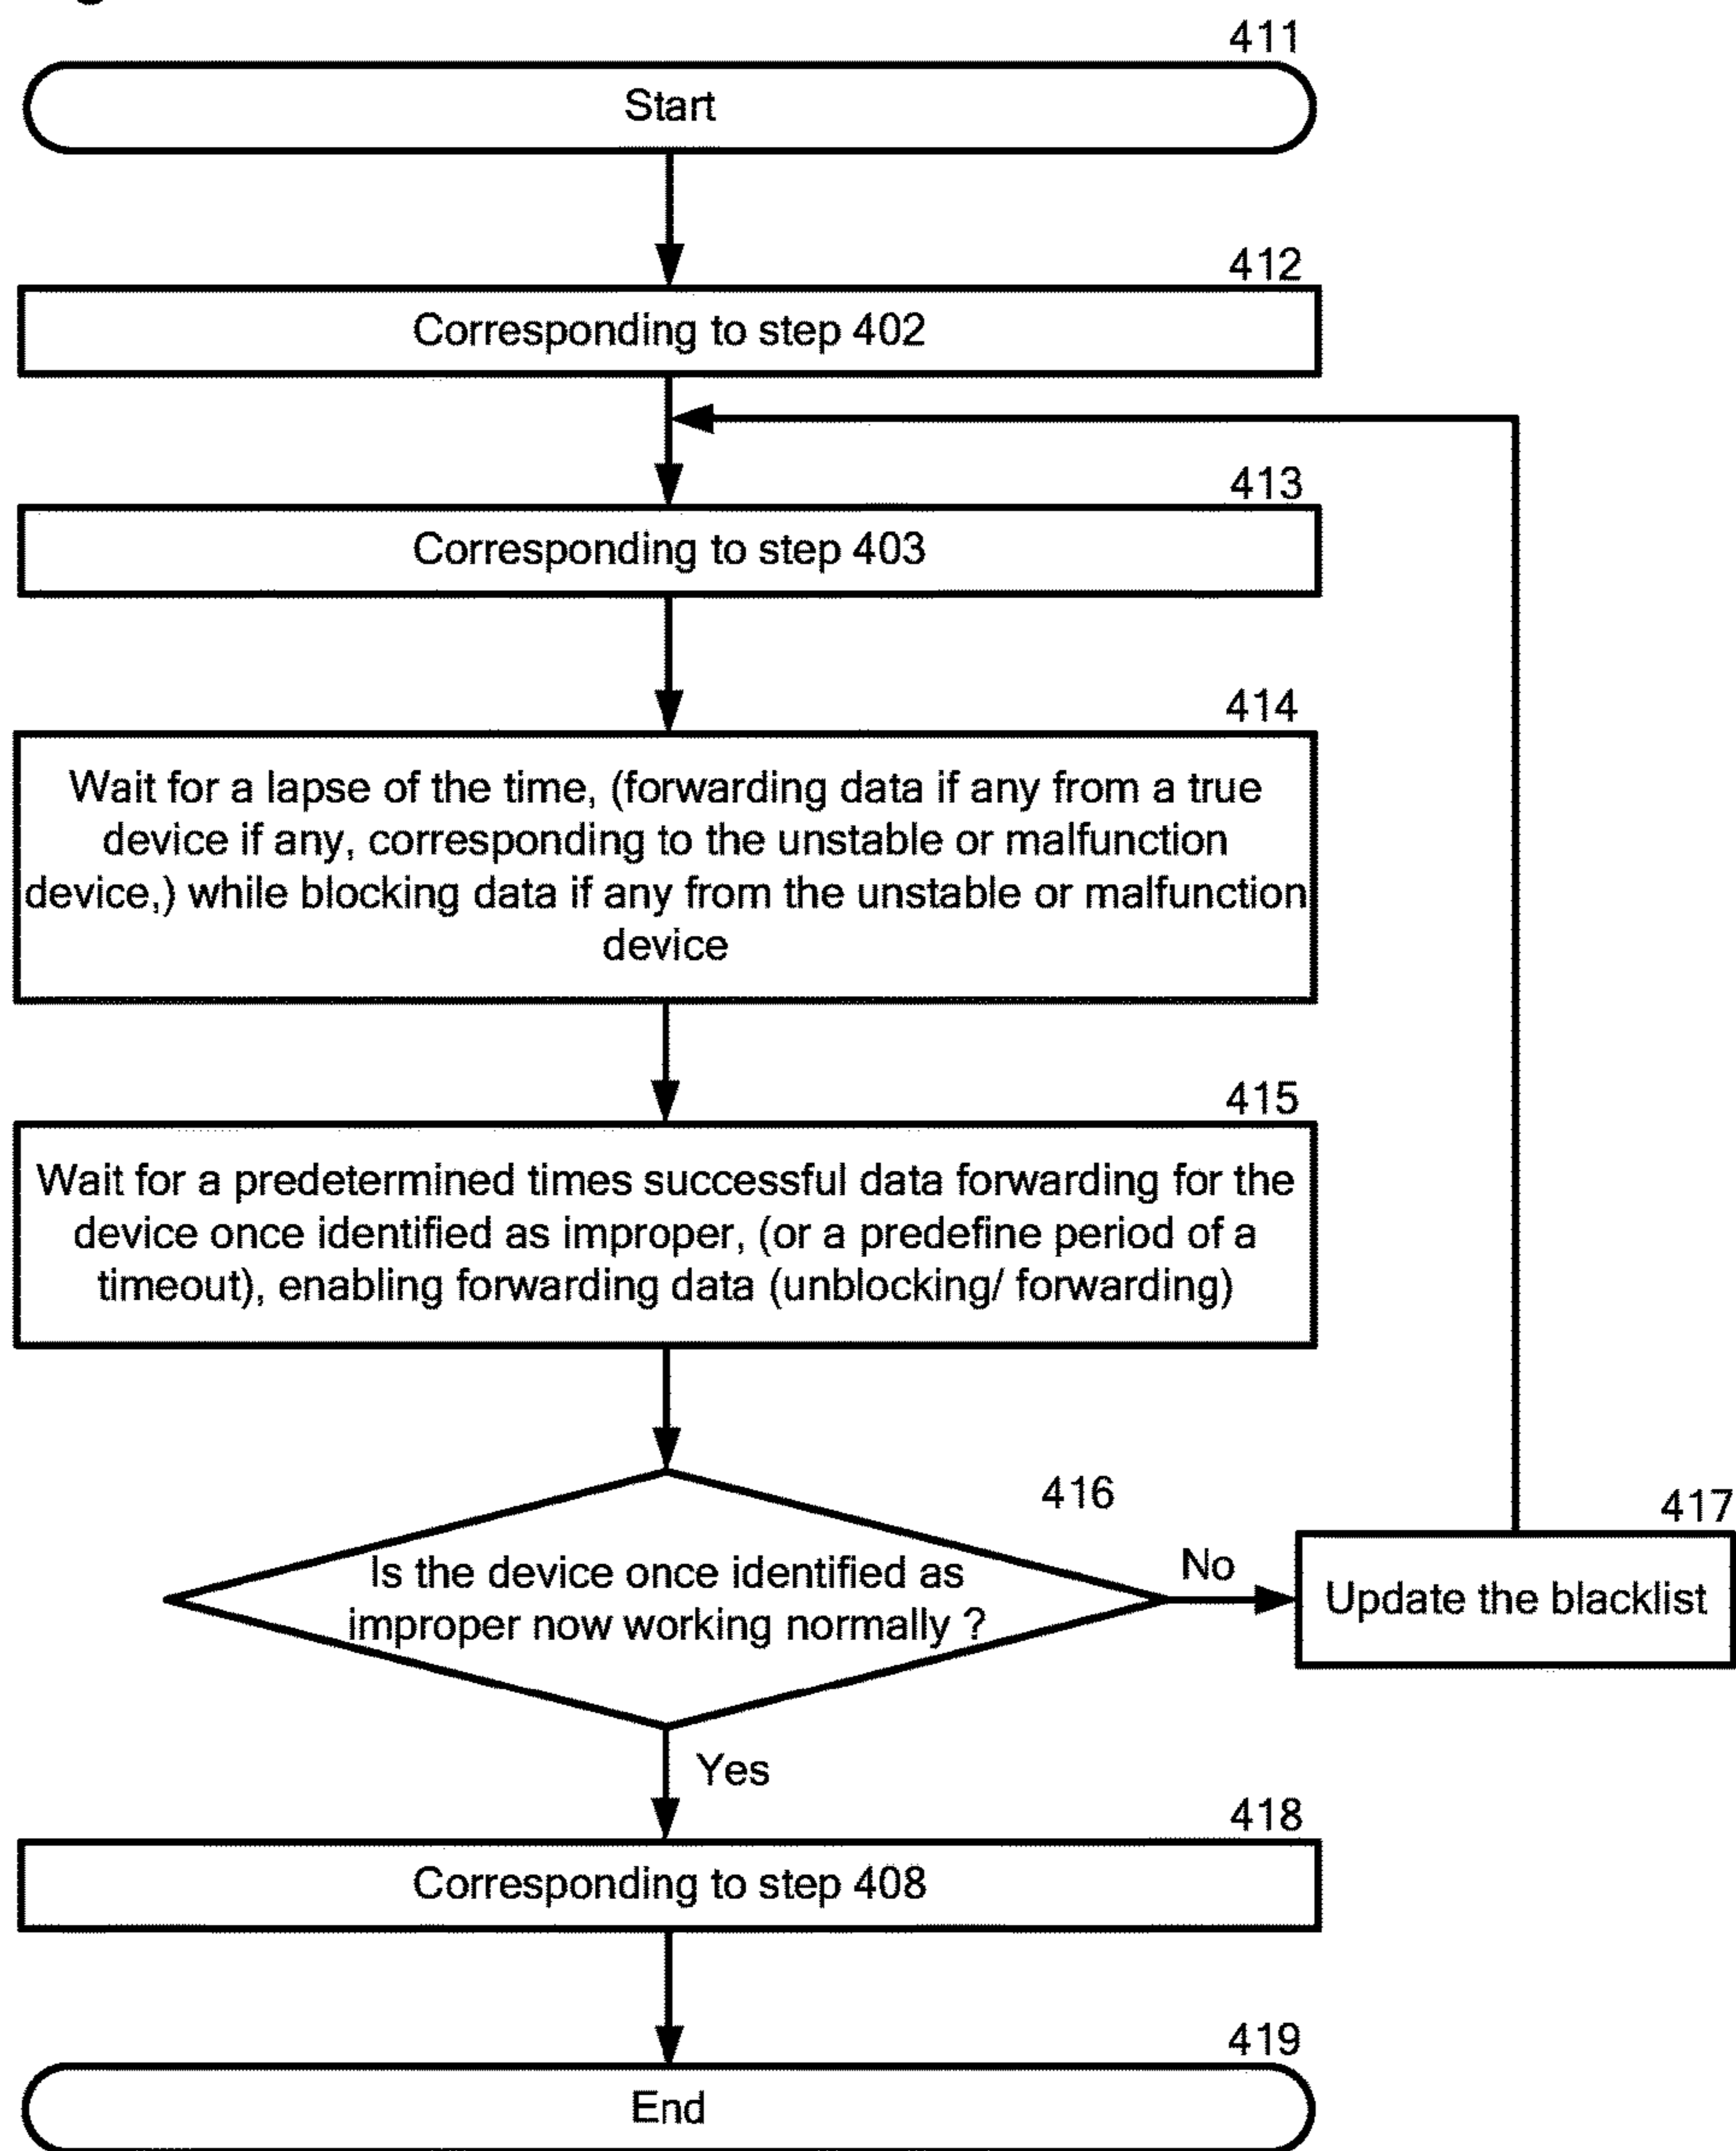 411
Start
412
Corresponding to step 402
413
Corresponding to step 403
414
Wait for a lapse of the time, (forwarding data if any from a true
device if any, corresponding to the unstable or malfunction
device,) while blocking data if any from the unstable or malfunction
device
415
Wait for a predetermined times successful data forwarding for the
device once identified as improper, (or a predefine period of a
timeout), enabling forwarding data (unblocking/ forwarding)
416
Is the device once identified as
improper now working normally ?
No
417
Update the blacklist
Yes
418
Corresponding to step 408
419
End